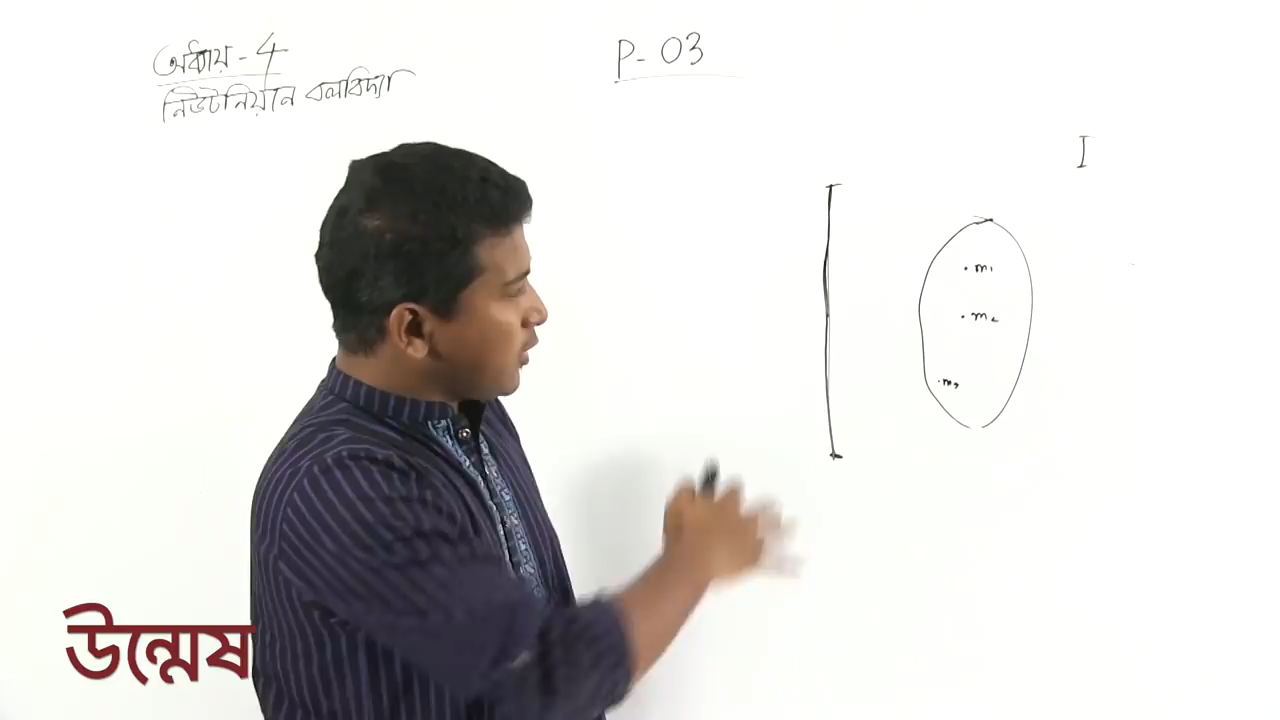 অধ্যায় - 4
নিউটনিয়ান বলবিদ্যা
P- 03
I
m₁
m₂
m₃
উন্মেষ